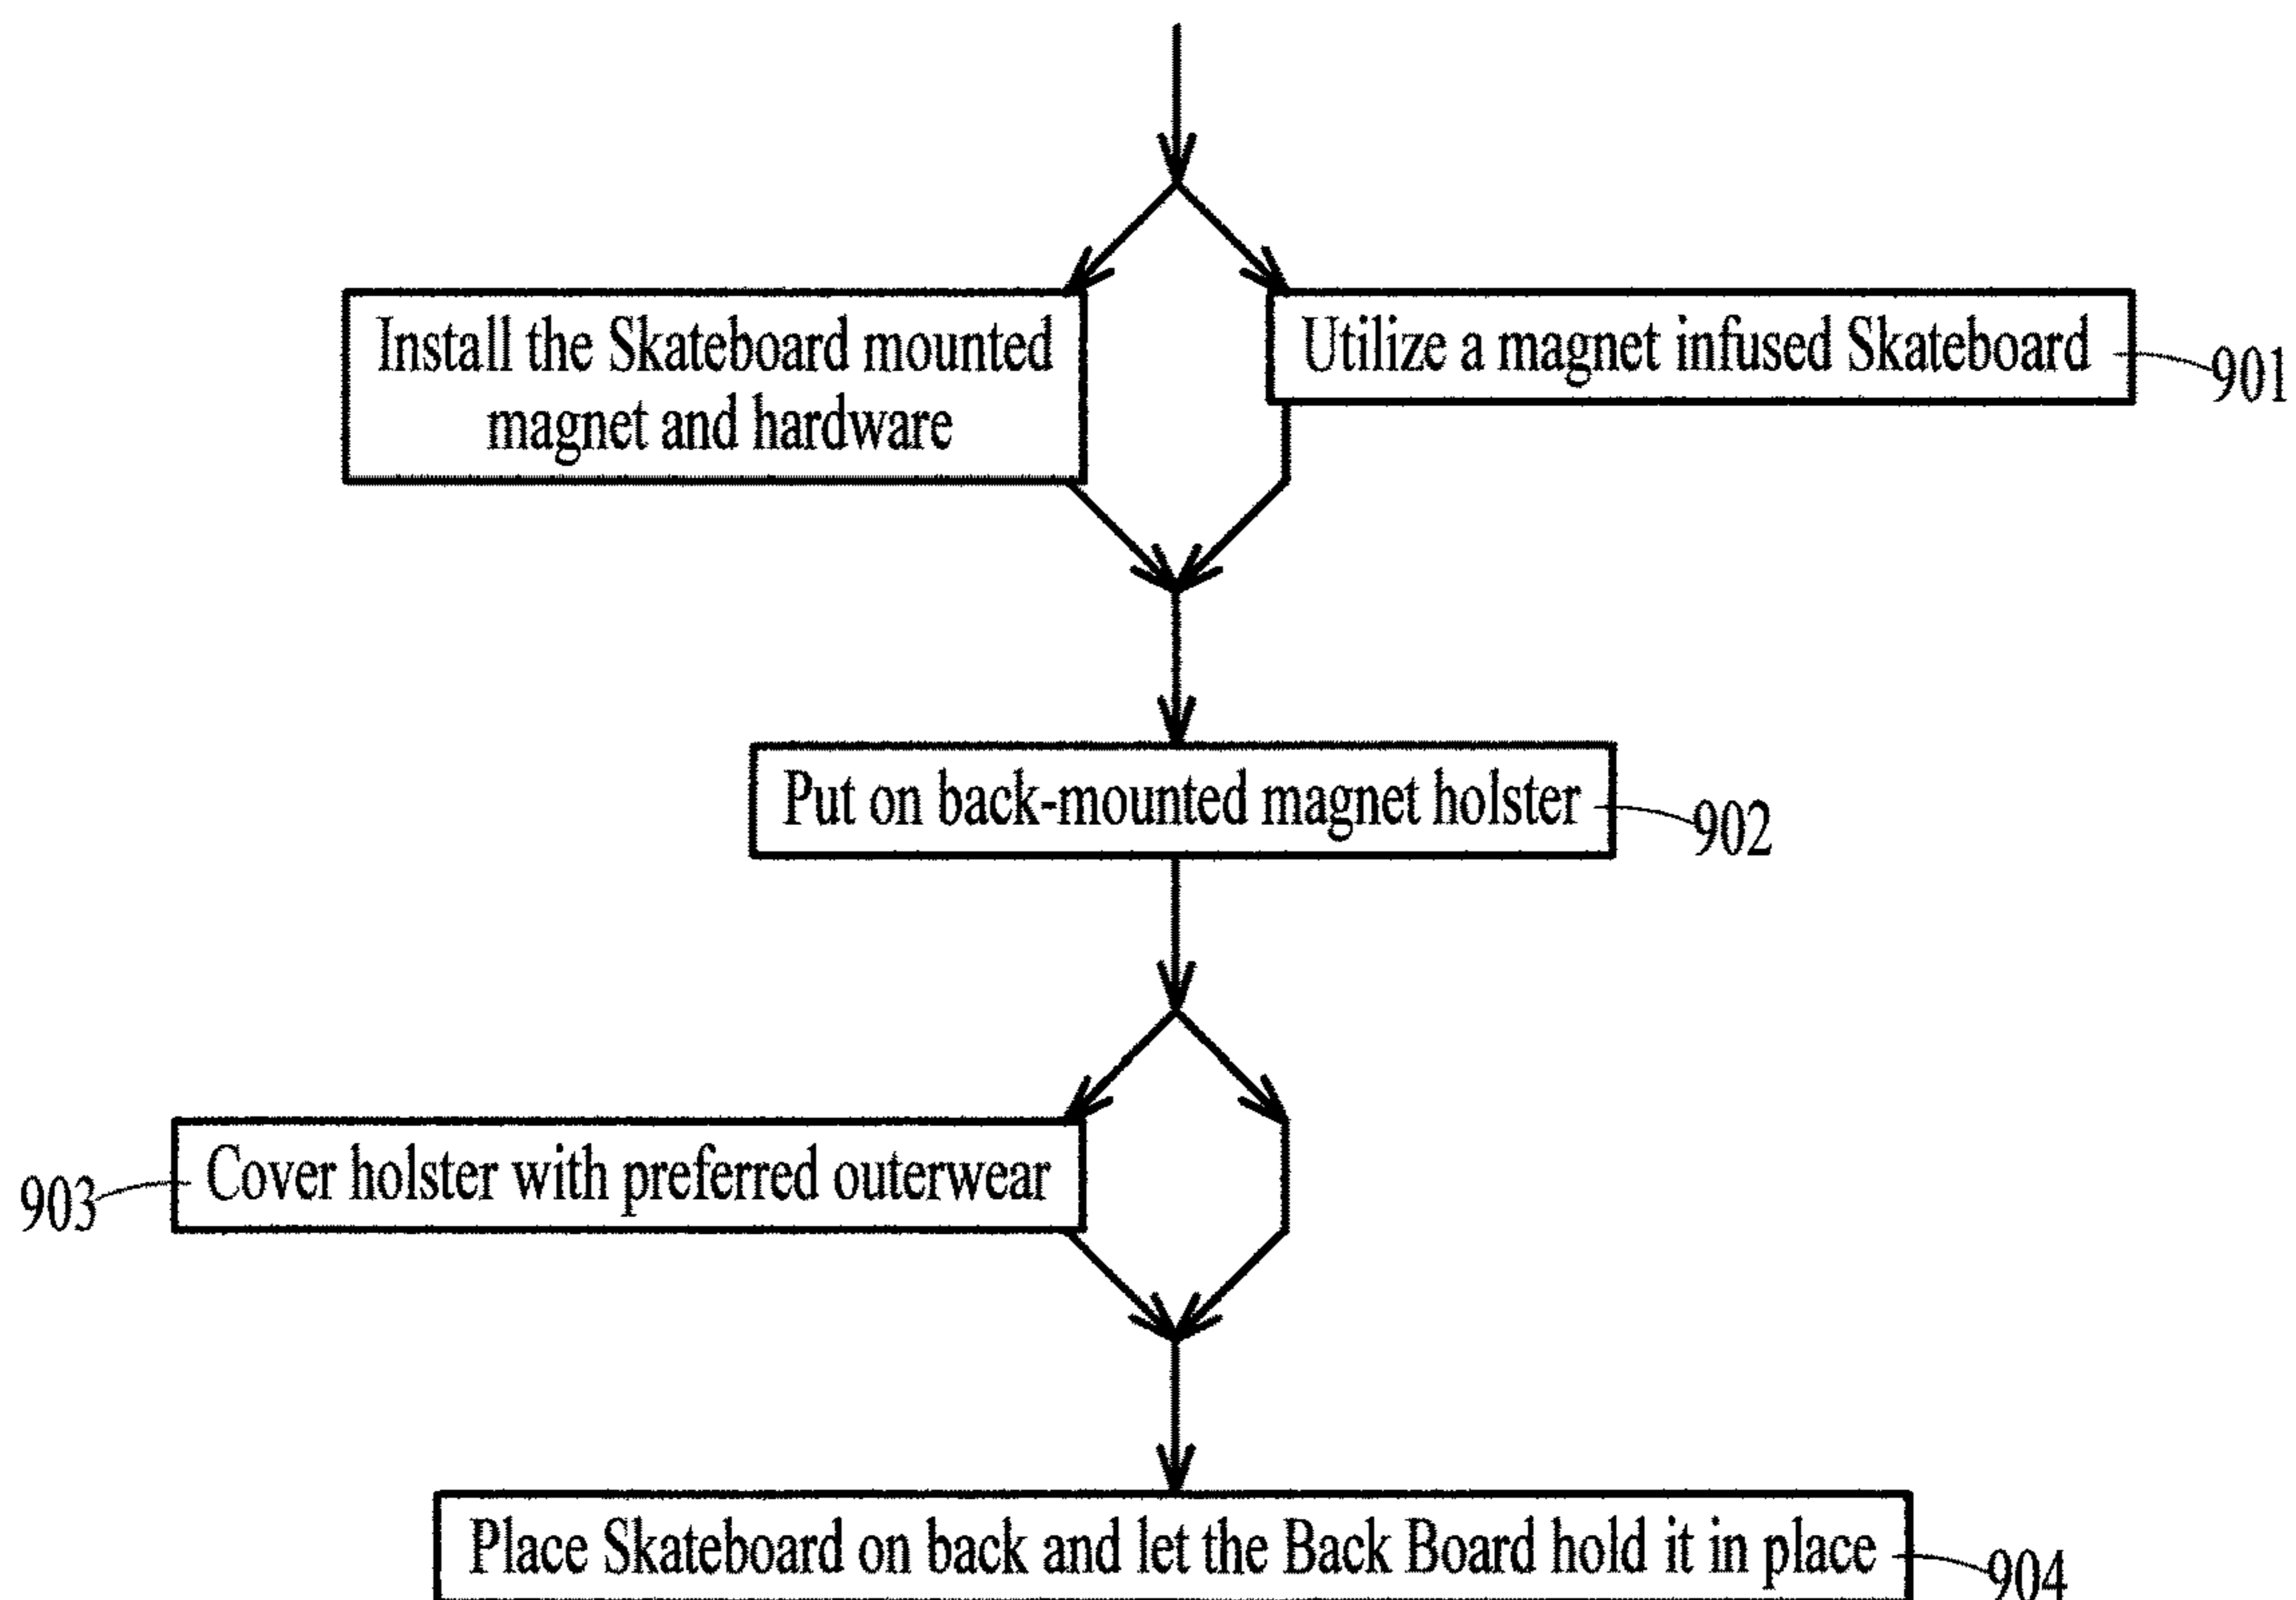 Install the Skateboard mounted
magnet and hardware
Utilize a magnet infused Skateboard
901
Put on back-mounted magnet holster
902
903
Cover holster with preferred outerwear
Place Skateboard on back and let the Back Board hold it in place
904